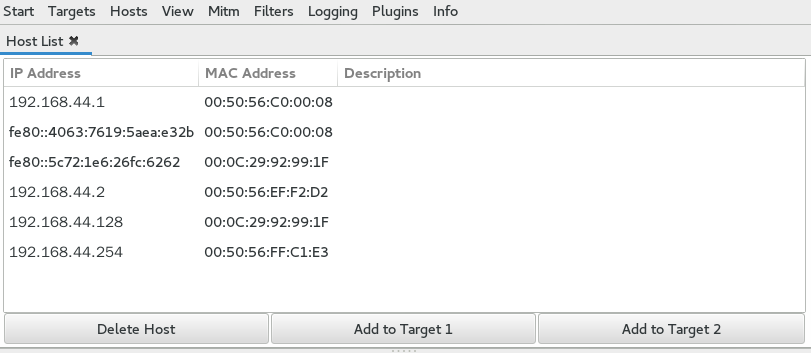 Start Targets Hosts View Mitm Filters Logging Plugins Info
Host List ✖
IP Address MAC Address Description
192.168.44.1 00:50:56:C0:00:08
fe80::4063:7619:5aea:e32b 00:50:56:C0:00:08
fe80::5c72:1e6:26fc:6262 00:0C:29:92:99:1F
192.168.44.2 00:50:56:EF:F2:D2
192.168.44.128 00:0C:29:92:99:1F
192.168.44.254 00:50:56:FF:C1:E3
Delete Host Add to Target 1 Add to Target 2